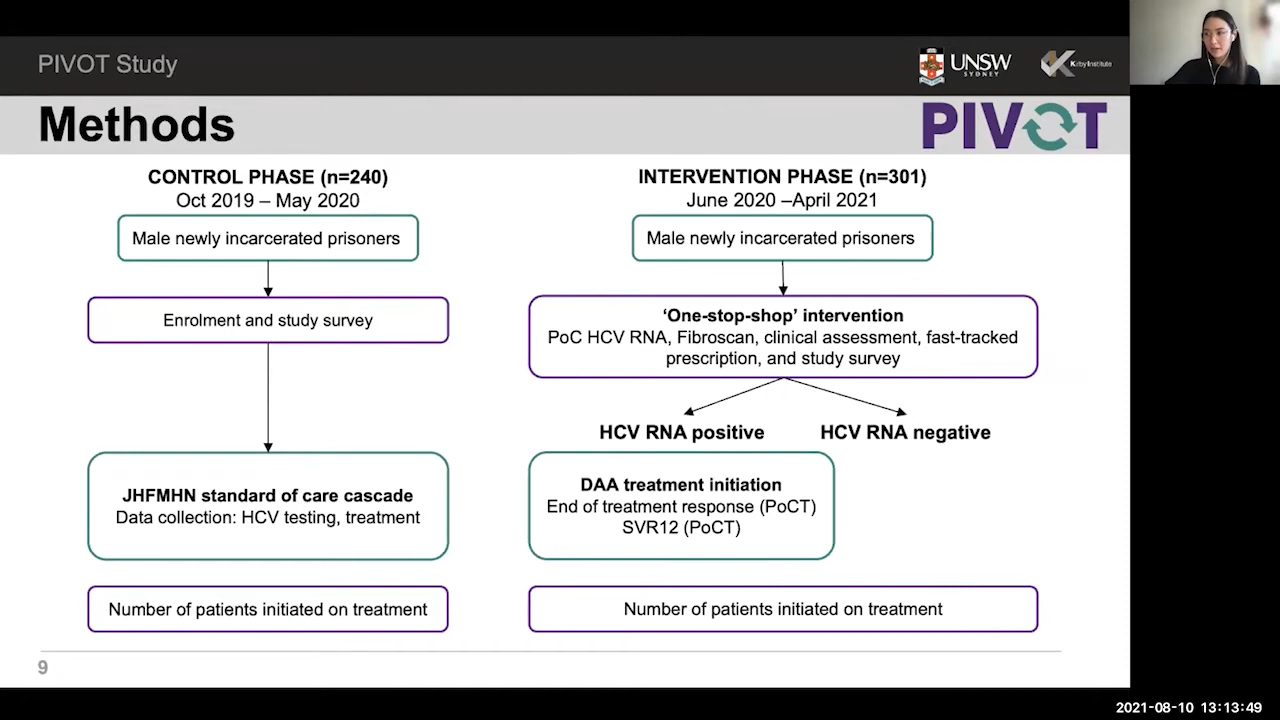 PIVOT Study
UNSW
SYDNEY
Kirby Institute
Methods
PIVOT
CONTROL PHASE (n=240)
Oct 2019 – May 2020
Male newly incarcerated prisoners
Enrolment and study survey
JHFMHN standard of care cascade
Data collection: HCV testing, treatment
Number of patients initiated on treatment
INTERVENTION PHASE (n=301)
June 2020 –April 2021
Male newly incarcerated prisoners
‘One-stop-shop’ intervention
PoC HCV RNA, Fibroscan, clinical assessment, fast-tracked
prescription, and study survey
HCV RNA positive
HCV RNA negative
DAA treatment initiation
End of treatment response (PoCT)
SVR12 (PoCT)
Number of patients initiated on treatment
9
2021-08-10 13:13:49